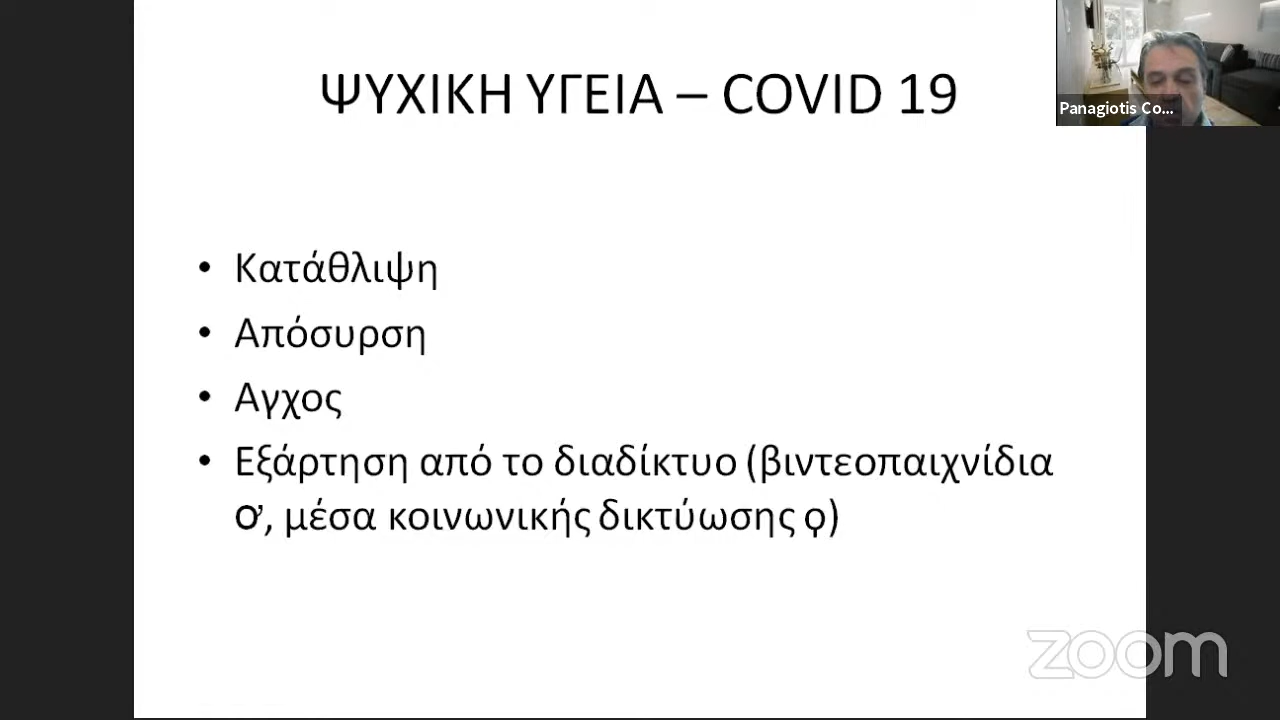 ΨΥΧΙΚΗ ΥΓΕΙΑ – COVID 19
Panagiotis Co...
• Κατάθλιψη
• Απόσυρση
• Αγχος
• Εξάρτηση από το διαδίκτυο (βιντεοπαιχνίδια
Ơ, μέσα κοινωνικής δικτύωσης ϙ)
zoom